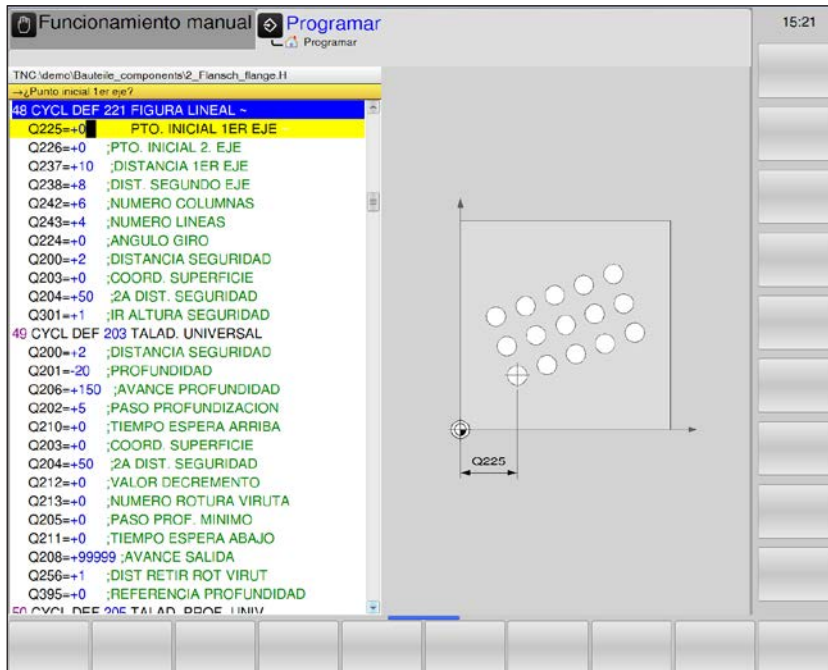 Funcionamiento manual
Programar
Programar
15:21
TNC:\demo\Bauteile_components\2_Flansch_flange.H
→¿Punto inicial 1er eje?
48 CYCL DEF 221 FIGURA LINEAL ~
Q225=+0 PTO. INICIAL 1ER EJE ~
Q226=+0 ;PTO. INICIAL 2. EJE
Q237=+10 ;DISTANCIA 1ER EJE
Q238=+8 ;DIST. SEGUNDO EJE
Q242=+6 ;NUMERO COLUMNAS
Q243=+4 ;NUMERO LINEAS
Q224=+0 ;ANGULO GIRO
Q200=+2 ;DISTANCIA SEGURIDAD
Q203=+0 ;COORD. SUPERFICIE
Q204=+50 ;2A DIST. SEGURIDAD
Q301=+1 ;IR ALTURA SEGURIDAD
49 CYCL DEF 203 TALAD. UNIVERSAL
Q200=+2 ;DISTANCIA SEGURIDAD
Q201=-20 ;PROFUNDIDAD
Q206=+150 ;AVANCE PROFUNDIDAD
Q202=+5 ;PASO PROFUNDIZACION
Q210=+0 ;TIEMPO ESPERA ARRIBA
Q203=+0 ;COORD. SUPERFICIE
Q204=+50 ;2A DIST. SEGURIDAD
Q212=+0 ;VALOR DECREMENTO
Q213=+0 ;NUMERO ROTURA VIRUTA
Q205=+0 ;PASO PROF. MINIMO
Q211=+0 ;TIEMPO ESPERA ABAJO
Q208=+99999 ;AVANCE SALIDA
Q256=+1 ;DIST RETIR ROT VIRUT
Q395=+0 ;REFERENCIA PROFUNDIDAD
50 CYCL DEF 205 TALAD. PROF. UNIV.
Q225